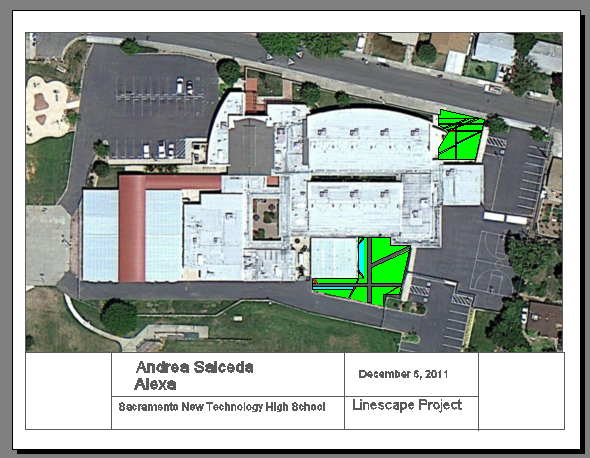 Andrea Salceda
Alexa
December 5, 2011
Sacramento New Technology High School
Linescape Project